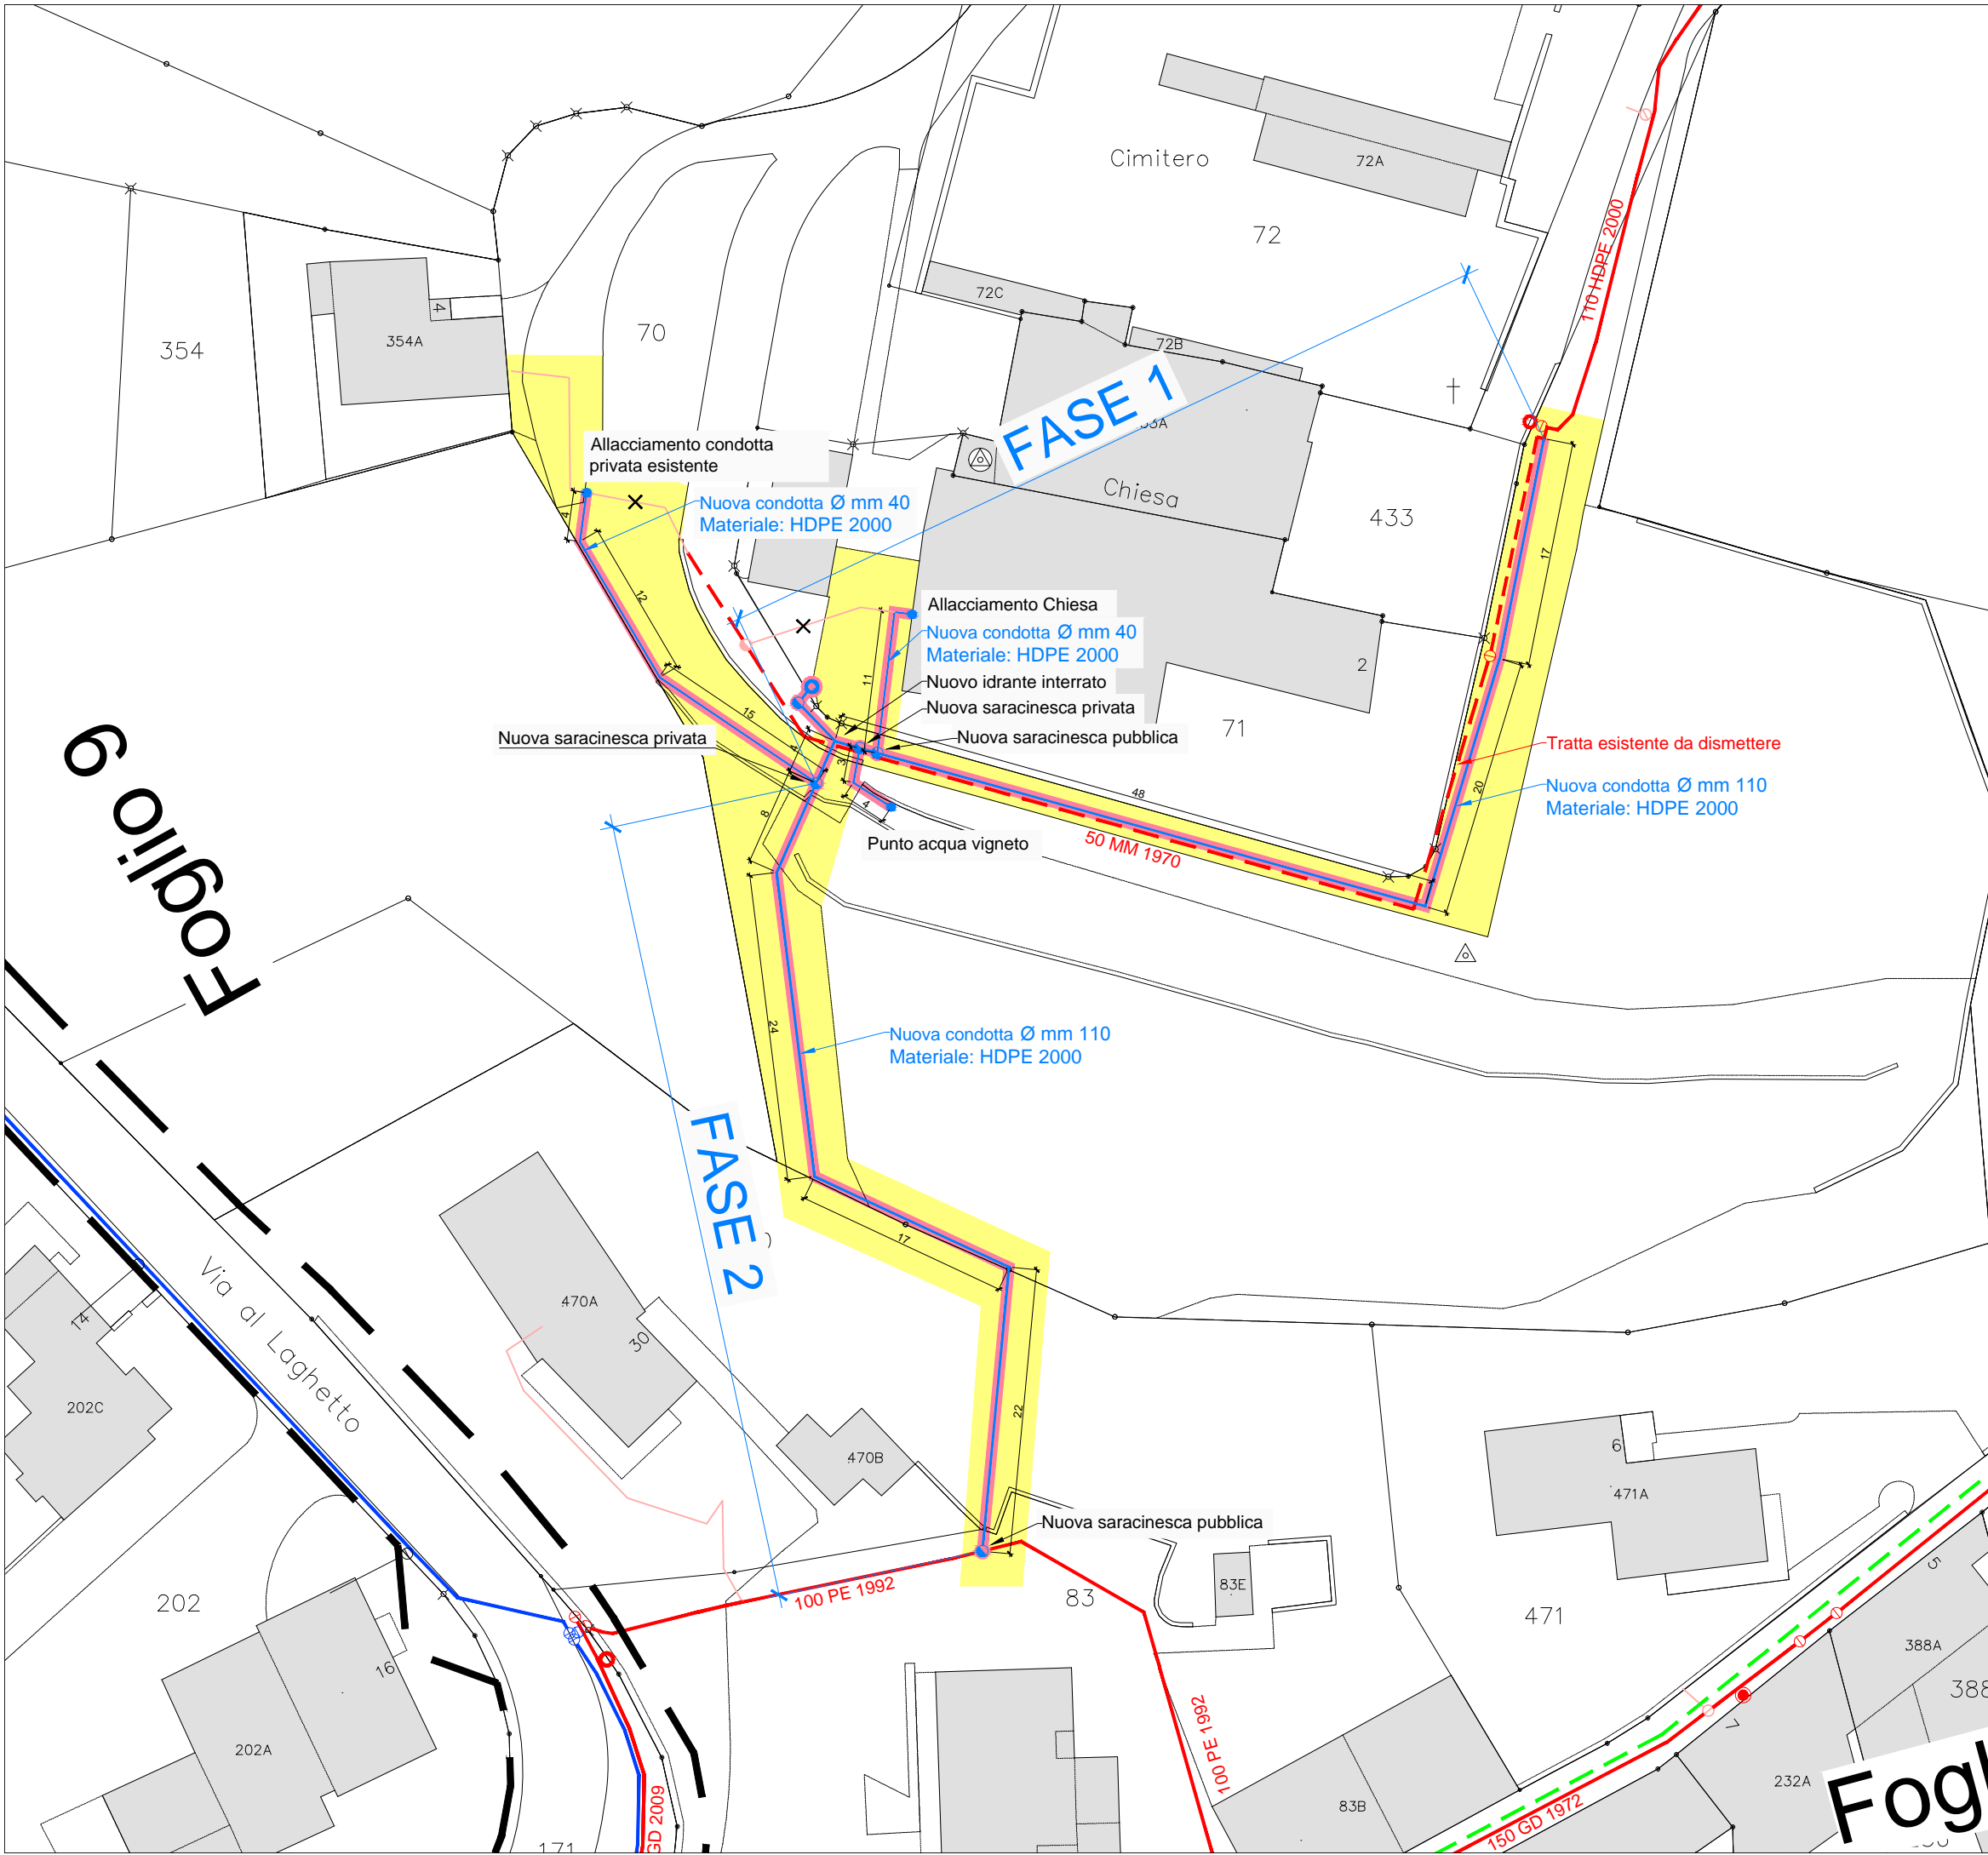 Cimitero
72A
72
110 HDPE 2000
72C
70
354
354A
4
72B
FASE 1
Chiesa
433
Allacciamento condotta
privata esistente
Nuova condotta Ø mm 40
Materiale: HDPE 2000
4
12
15
17
Allacciamento Chiesa
Nuova condotta Ø mm 40
Materiale: HDPE 2000
Nuovo idrante interrato
Nuova saracinesca privata
Nuova saracinesca pubblica
11
2
71
Nuova saracinesca privata
4
3
4
8
Tratta esistente da dismettere
Nuova condotta Ø mm 110
Materiale: HDPE 2000
20
48
50 MM 1970
Punto acqua vigneto
Foglio 9
24
Nuova condotta Ø mm 110
Materiale: HDPE 2000
FASE 2
17
22
Via al Laghetto
14
470A
30
202C
470B
6
471A
Nuova saracinesca pubblica
83E
83
100 PE 1992
471
5
202
16
388A
388
202A
7
100 PE 1992
GD 2009
83B
232A
150 GD 1972
Fogl
171